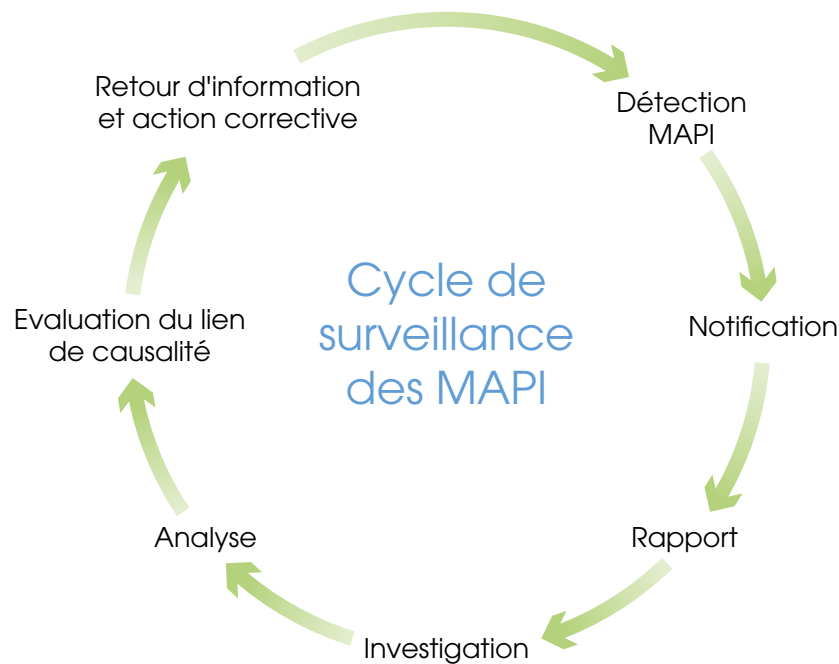 Cycle de
surveillance
des MAPI
Détection
MAPI
Notification
Rapport
Investigation
Analyse
Evaluation du lien
de causalité
Retour d'information
et action corrective